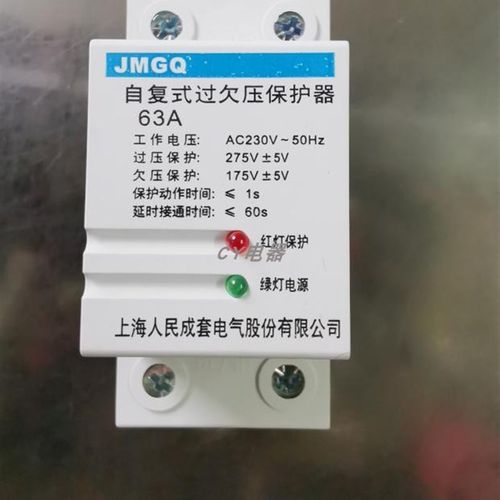 JMGQ
自复式过欠压保护器
63A
工作电压: AC230V~50Hz
过压保护: 275V±5V
欠压保护: 175V±5V
保护动作时间: ≤ 1s
延时接通时间: ≤ 60s
红灯保护
CY电器
绿灯电源
上海人民成套电气股份有限公司